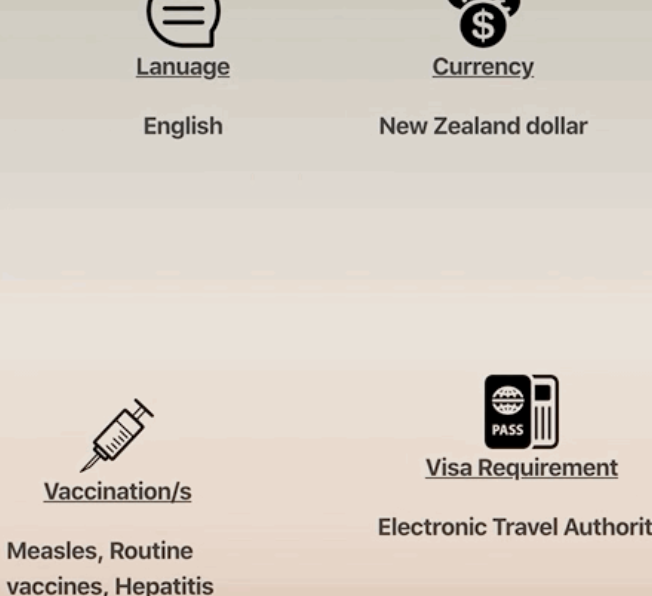 $
Lanuage
Currency
English
New Zealand dollar
PASS
Visa Requirement
Vaccination/s
Electronic Travel Authorit
Measles, Routine
vaccines, Hepatitis